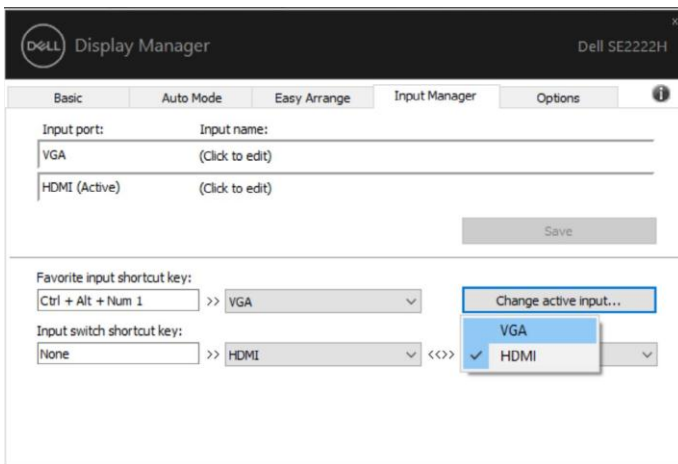 DELL Display Manager Dell SE2222H
Basic Auto Mode Easy Arrange Input Manager Options
Input port: Input name:
VGA (Click to edit)
HDMI (Active) (Click to edit)
Save
Favorite input shortcut key:
Ctrl + Alt + Num 1 >> VGA Change active input...
VGA
Input switch shortcut key:
None >> HDMI <<>> HDMI